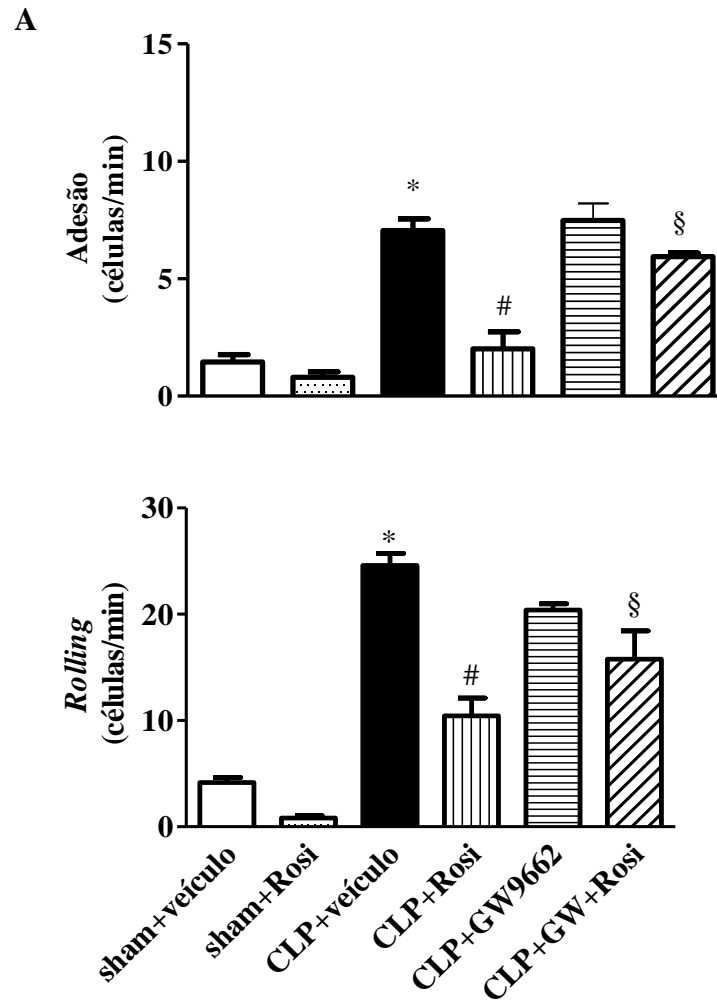 A
15
10
5
0
Adesão
(células/min)
*
#
§
30
20
10
0
Rolling
(células/min)
*
#
§
sham+veículo
sham+Rosi
CLP+veículo
CLP+Rosi
CLP+GW9662
CLP+GW+Rosi